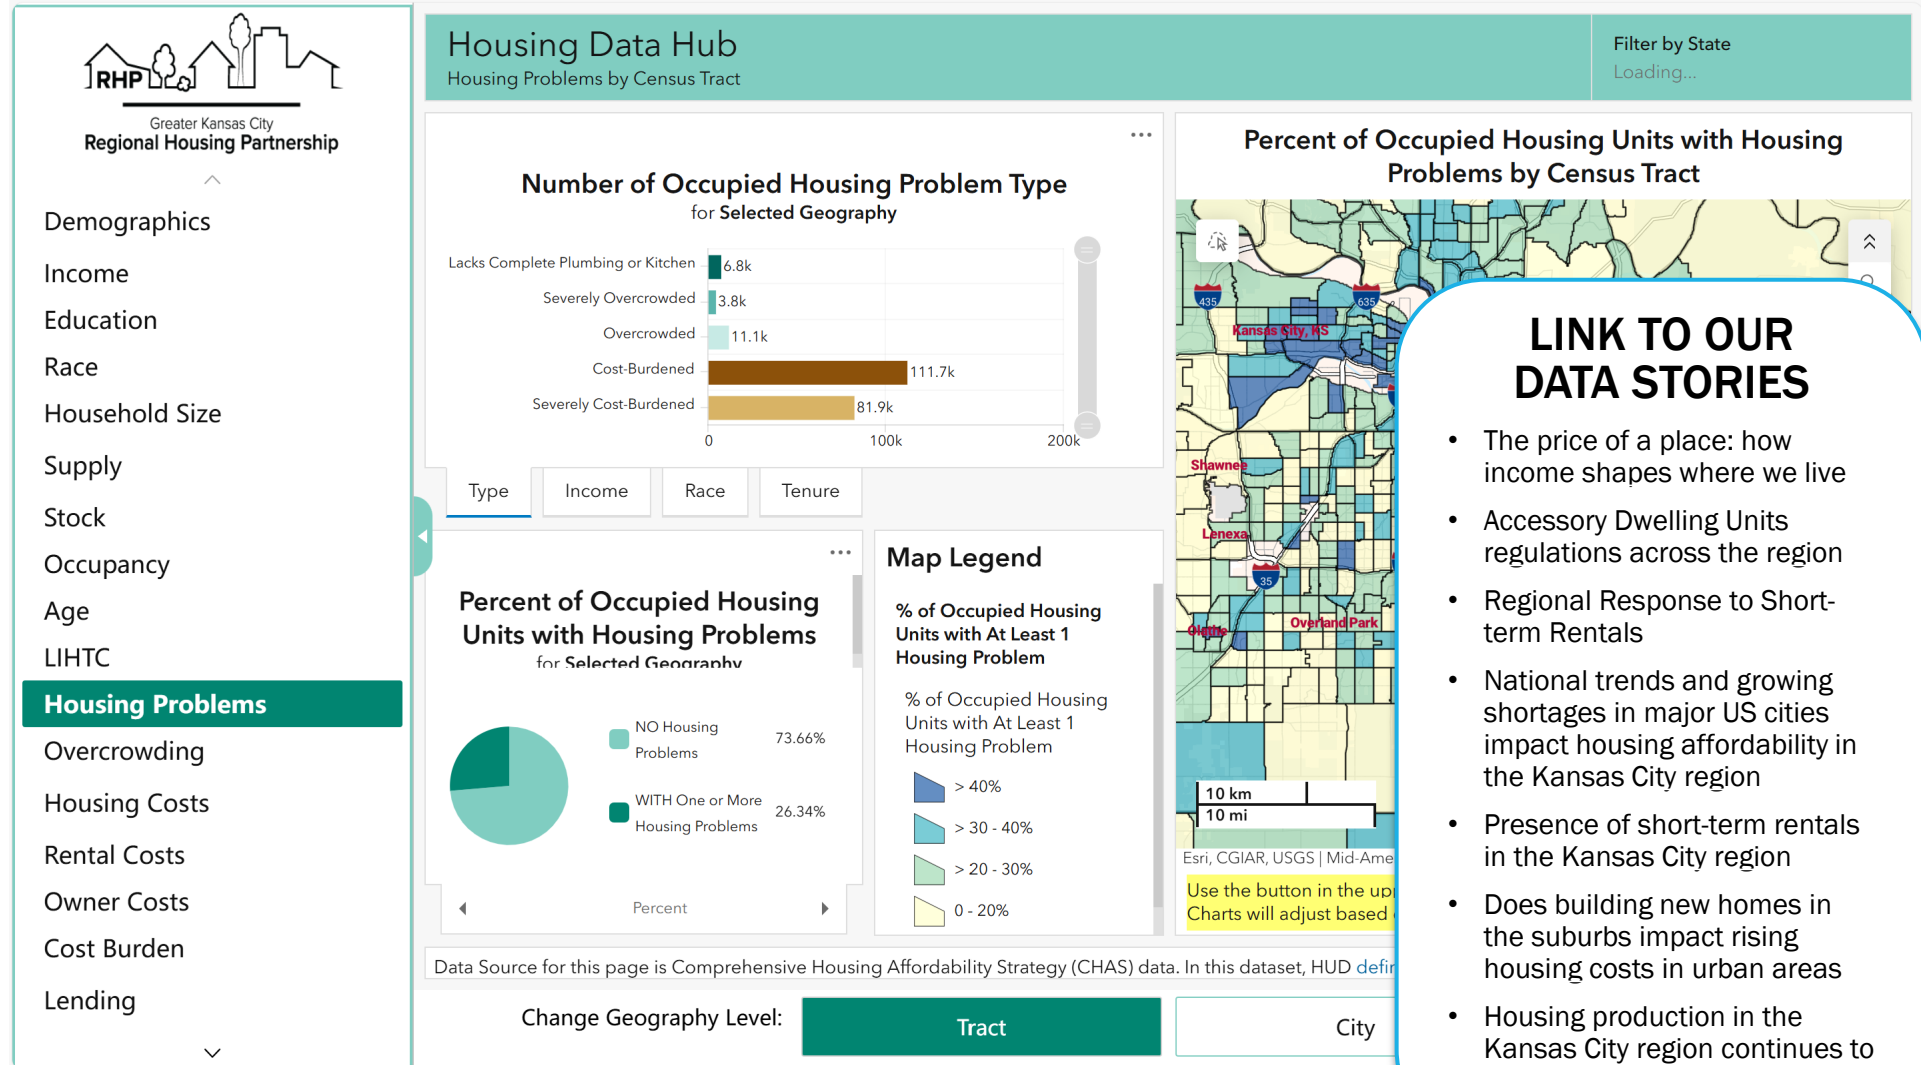 RHP
Greater Kansas City
Regional Housing Partnership
Demographics
Income
Education
Race
Household Size
Supply
Stock
Occupancy
Age
LIHTC
Housing Problems
Overcrowding
Housing Costs
Rental Costs
Owner Costs
Cost Burden
Lending
Housing Data Hub
Housing Problems by Census Tract
Filter by State
Loading...
Number of Occupied Housing Problem Type
for Selected Geography
Lacks Complete Plumbing or Kitchen 6.8k
Severely Overcrowded 3.8k
Overcrowded 11.1k
Cost-Burdened 111.7k
Severely Cost-Burdened 81.9k
0 100k 200k
Type Income Race Tenure
Percent of Occupied Housing
Units with Housing Problems
for Selected Geography
NO Housing
Problems
73.66%
WITH One or More
Housing Problems
26.34%
Percent
Map Legend
% of Occupied Housing
Units with At Least 1
Housing Problem
% of Occupied Housing
Units with At Least 1
Housing Problem
> 40%
> 30 - 40%
> 20 - 30%
0 - 20%
Percent of Occupied Housing Units with Housing
Problems by Census Tract
435
635
Kansas City, KS
Shawnee
Lenexa
35
Olathe
Overland Park
10 km
10 mi
Esri, CGIAR, USGS | Mid-Ame
Use the button in the up
Charts will adjust based
Data Source for this page is Comprehensive Housing Affordability Strategy (CHAS) data. In this dataset, HUD defin
Change Geography Level:
Tract
City
LINK TO OUR
DATA STORIES
• The price of a place: how
income shapes where we live
• Accessory Dwelling Units
regulations across the region
• Regional Response to Short-
term Rentals
• National trends and growing
shortages in major US cities
impact housing affordability in
the Kansas City region
• Presence of short-term rentals
in the Kansas City region
• Does building new homes in
the suburbs impact rising
housing costs in urban areas
• Housing production in the
Kansas City region continues to